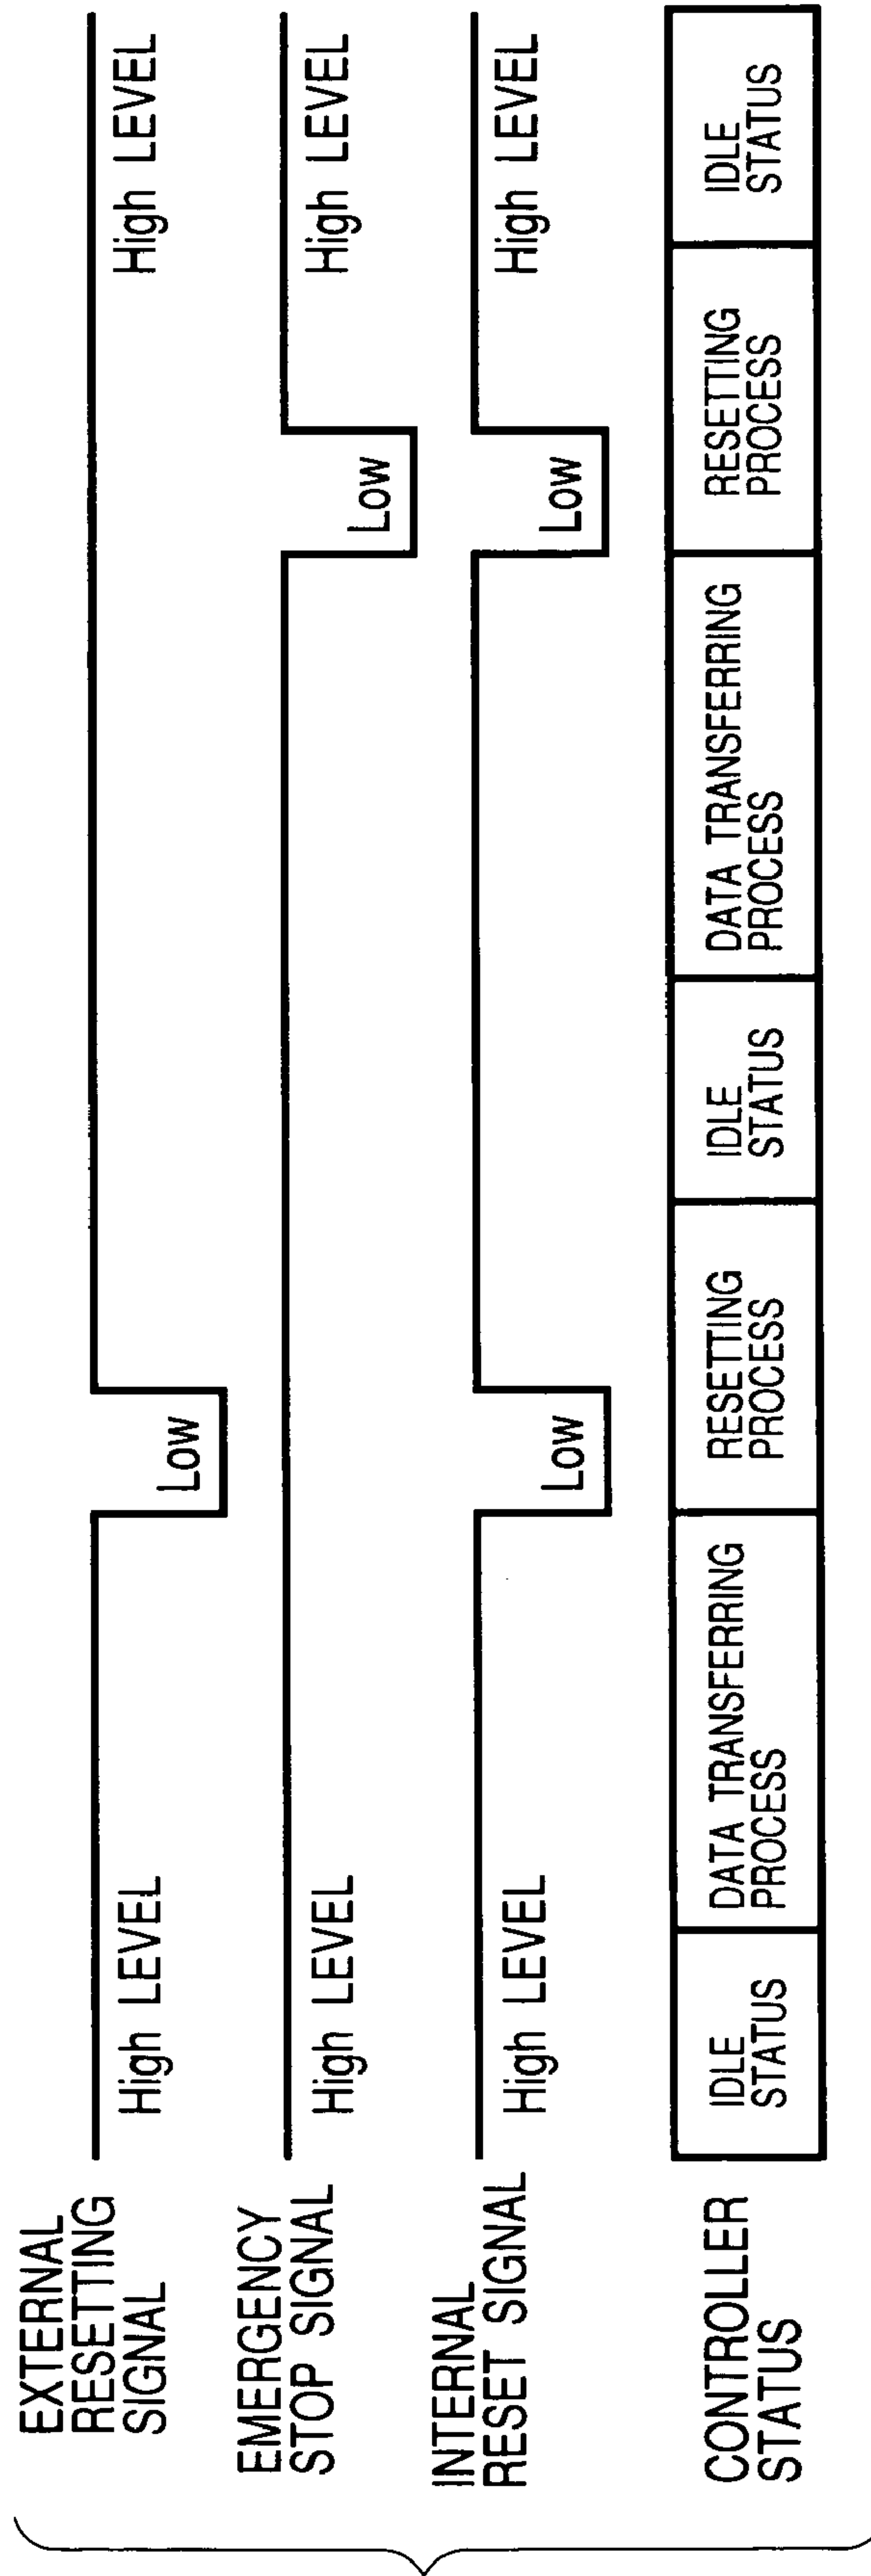 EXTERNAL
RESETTING
SIGNAL
High LEVEL
Low
High LEVEL
EMERGENCY
STOP SIGNAL
High LEVEL
Low
High LEVEL
INTERNAL
RESET SIGNAL
High LEVEL
Low
Low
High LEVEL
CONTROLLER
STATUS
IDLE
STATUS
DATA TRANSFERRING
PROCESS
RESETTING
PROCESS
IDLE
STATUS
DATA TRANSFERRING
PROCESS
RESETTING
PROCESS
IDLE
STATUS